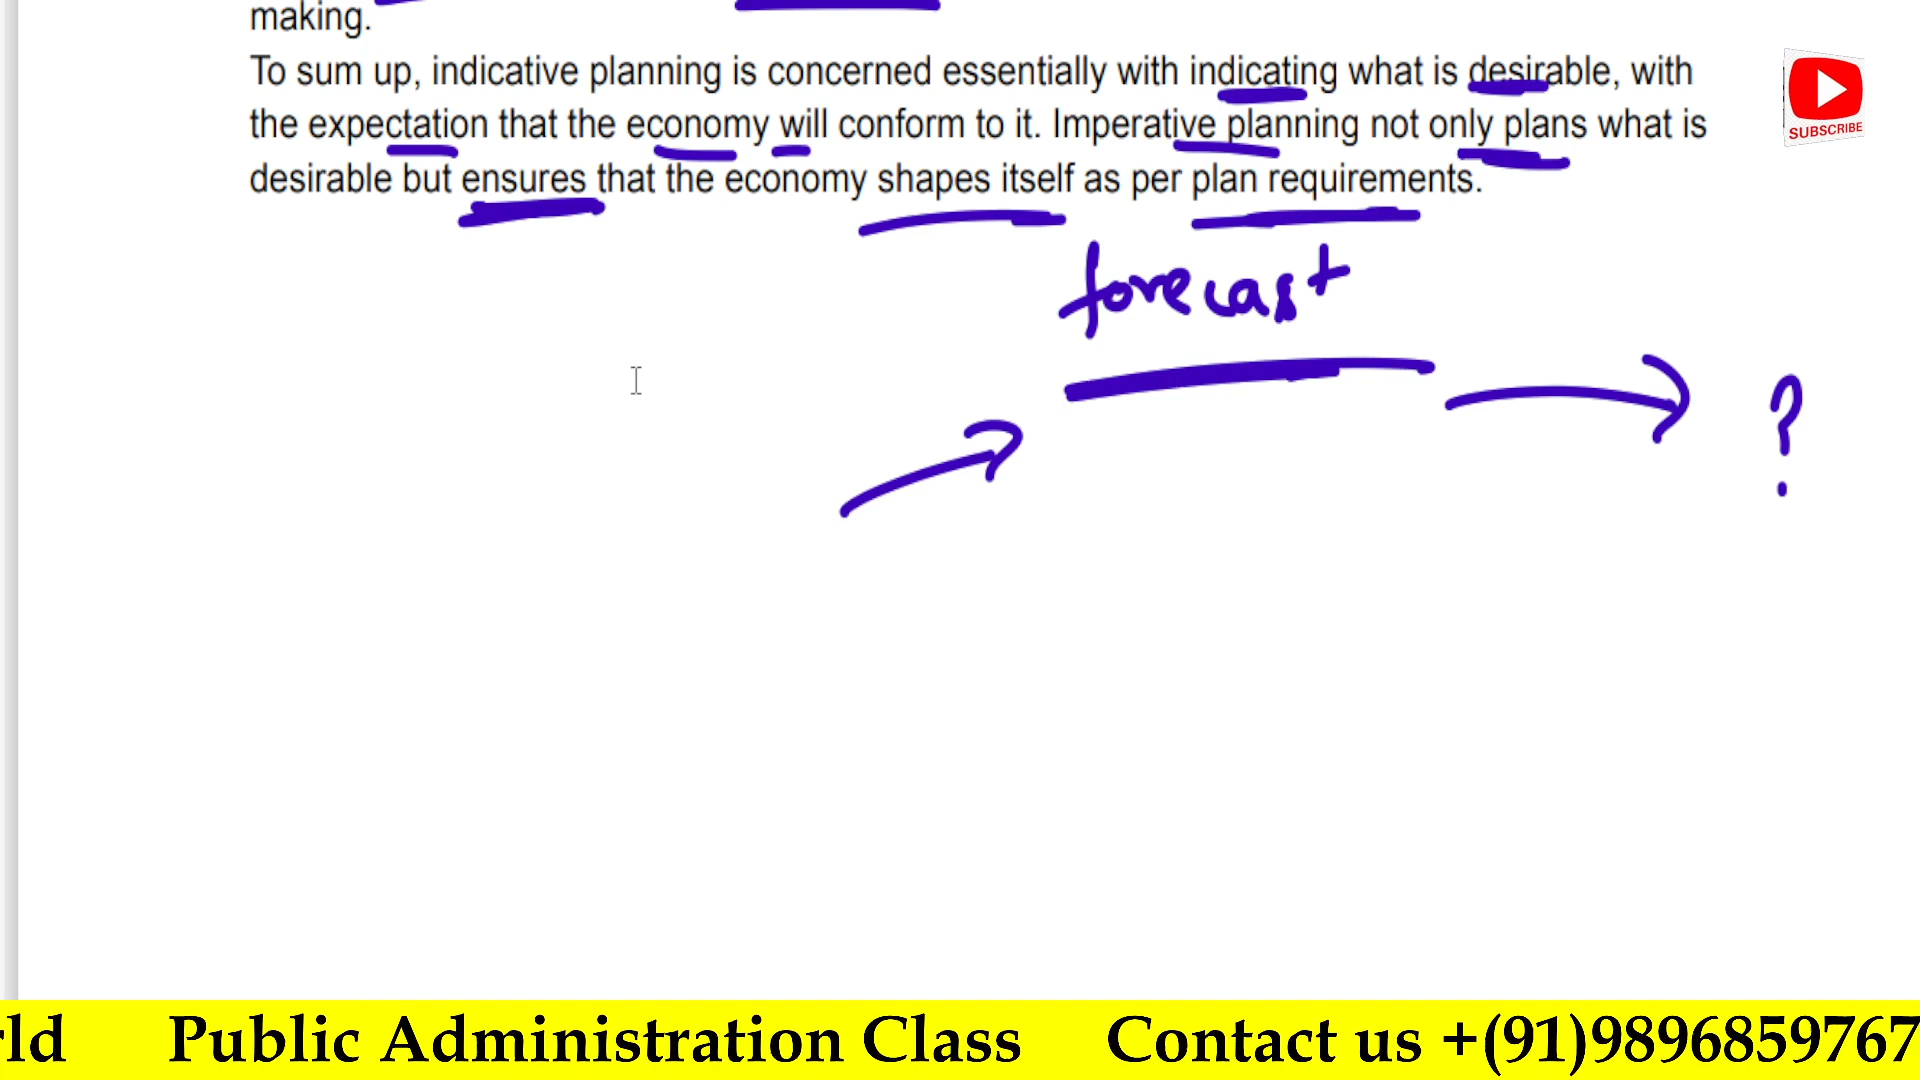 making.
To sum up, indicative planning is concerned essentially with indicating what is desirable, with
the expectation that the economy will conform to it. Imperative planning not only plans what is
desirable but ensures that the economy shapes itself as per plan requirements.
SUBSCRIBE
forecast
?
rld Public Administration Class Contact us +(91)9896859767